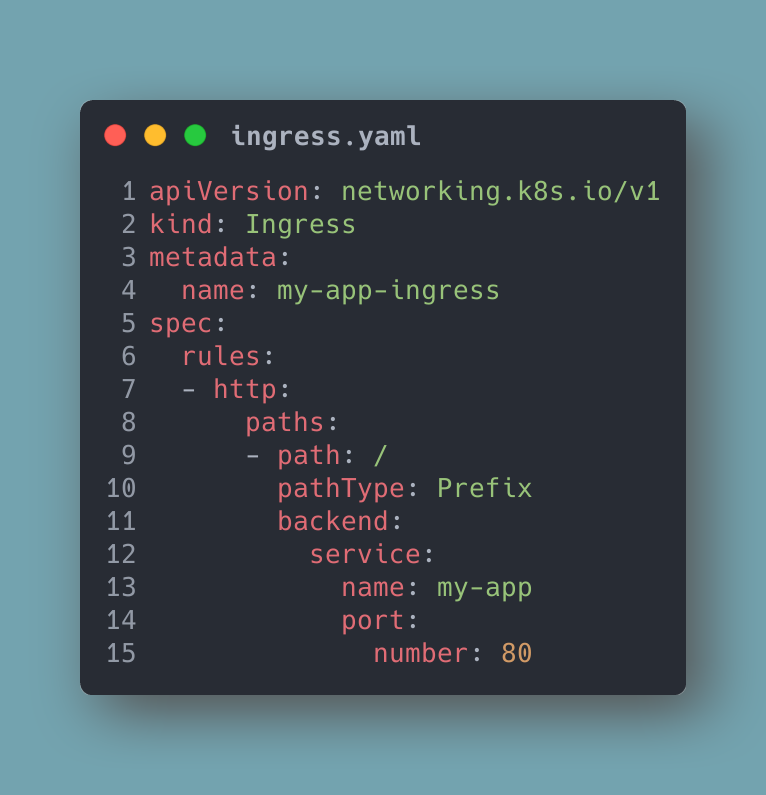 ingress.yaml
1 apiVersion: networking.k8s.io/v1
2 kind: Ingress
3 metadata:
4   name: my-app-ingress
5 spec:
6   rules:
7   - http:
8       paths:
9       - path: /
10         pathType: Prefix
11         backend:
12           service:
13             name: my-app
14             port:
15               number: 80